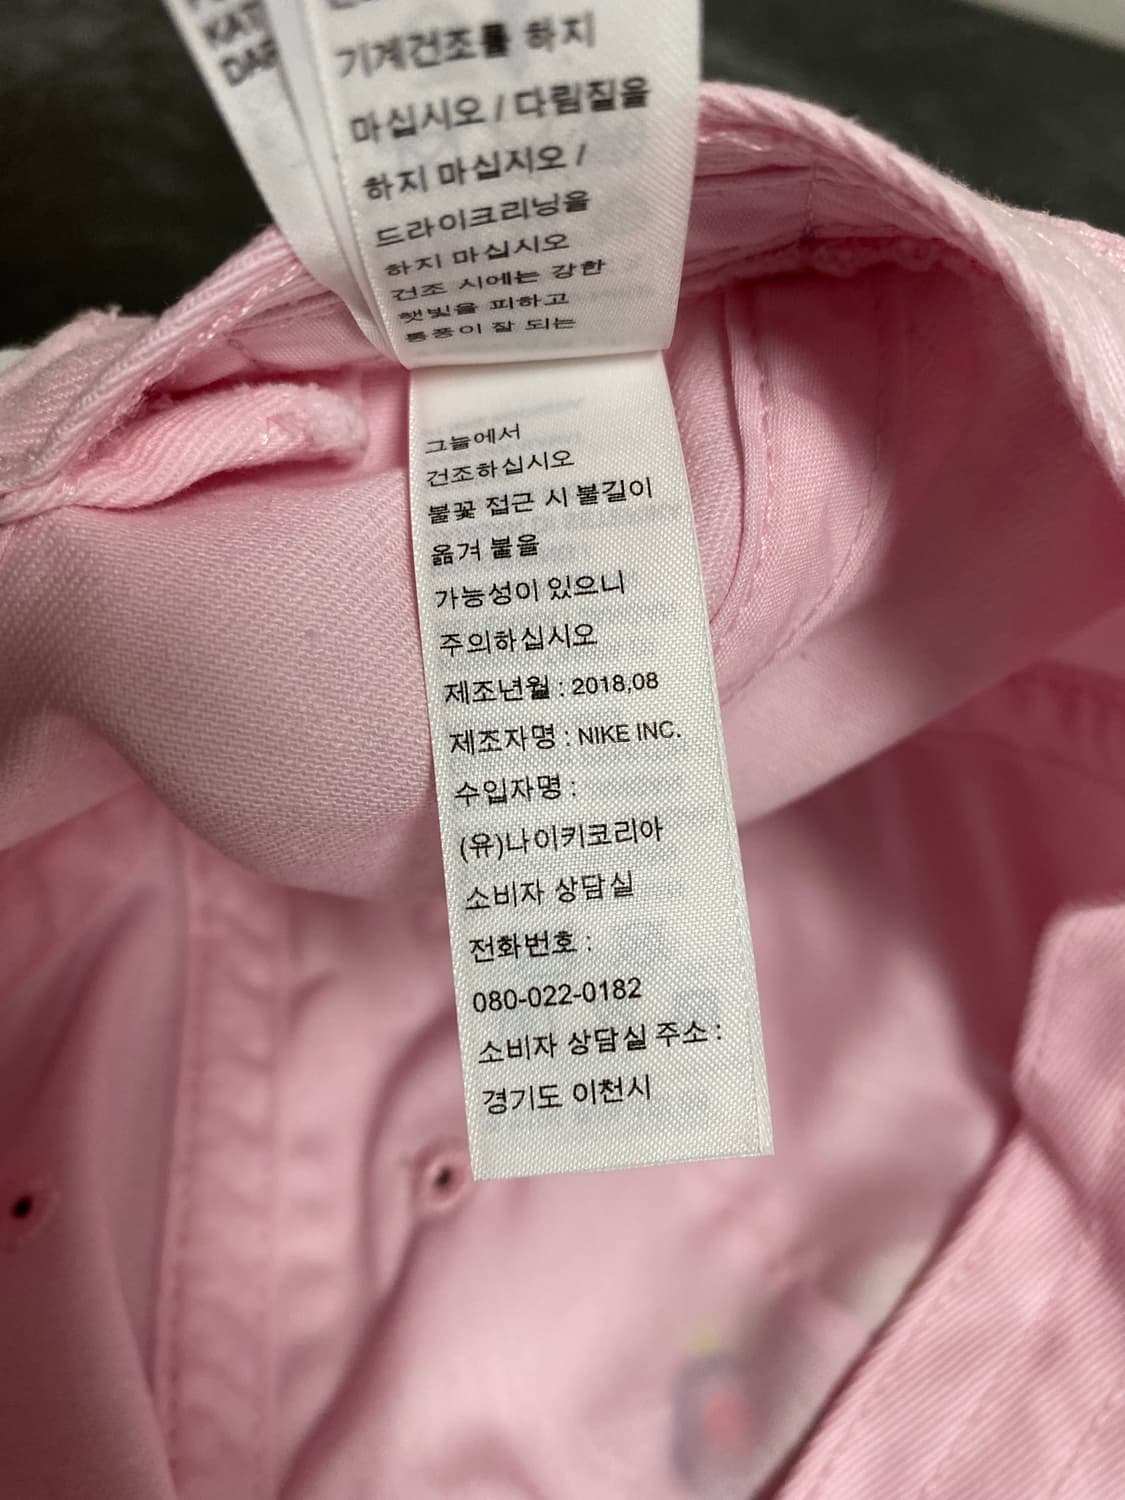 KAT
DAR
기계건조를 하지
마십시오 / 다림질을
하지 마십시오 /
드라이크리닝을
하지 마십시오
건조 시에는 강한
햇빛을 피하고
통풍이 잘 되는
그늘에서
건조하십시오
불꽃 접근 시 불길이
옮겨 붙을
가능성이 있으니
주의하십시오
제조년월 : 2018.08
제조자명 : NIKE INC.
수입자명 :
(유)나이키코리아
소비자 상담실
전화번호 :
080-022-0182
소비자 상담실 주소 :
경기도 이천시